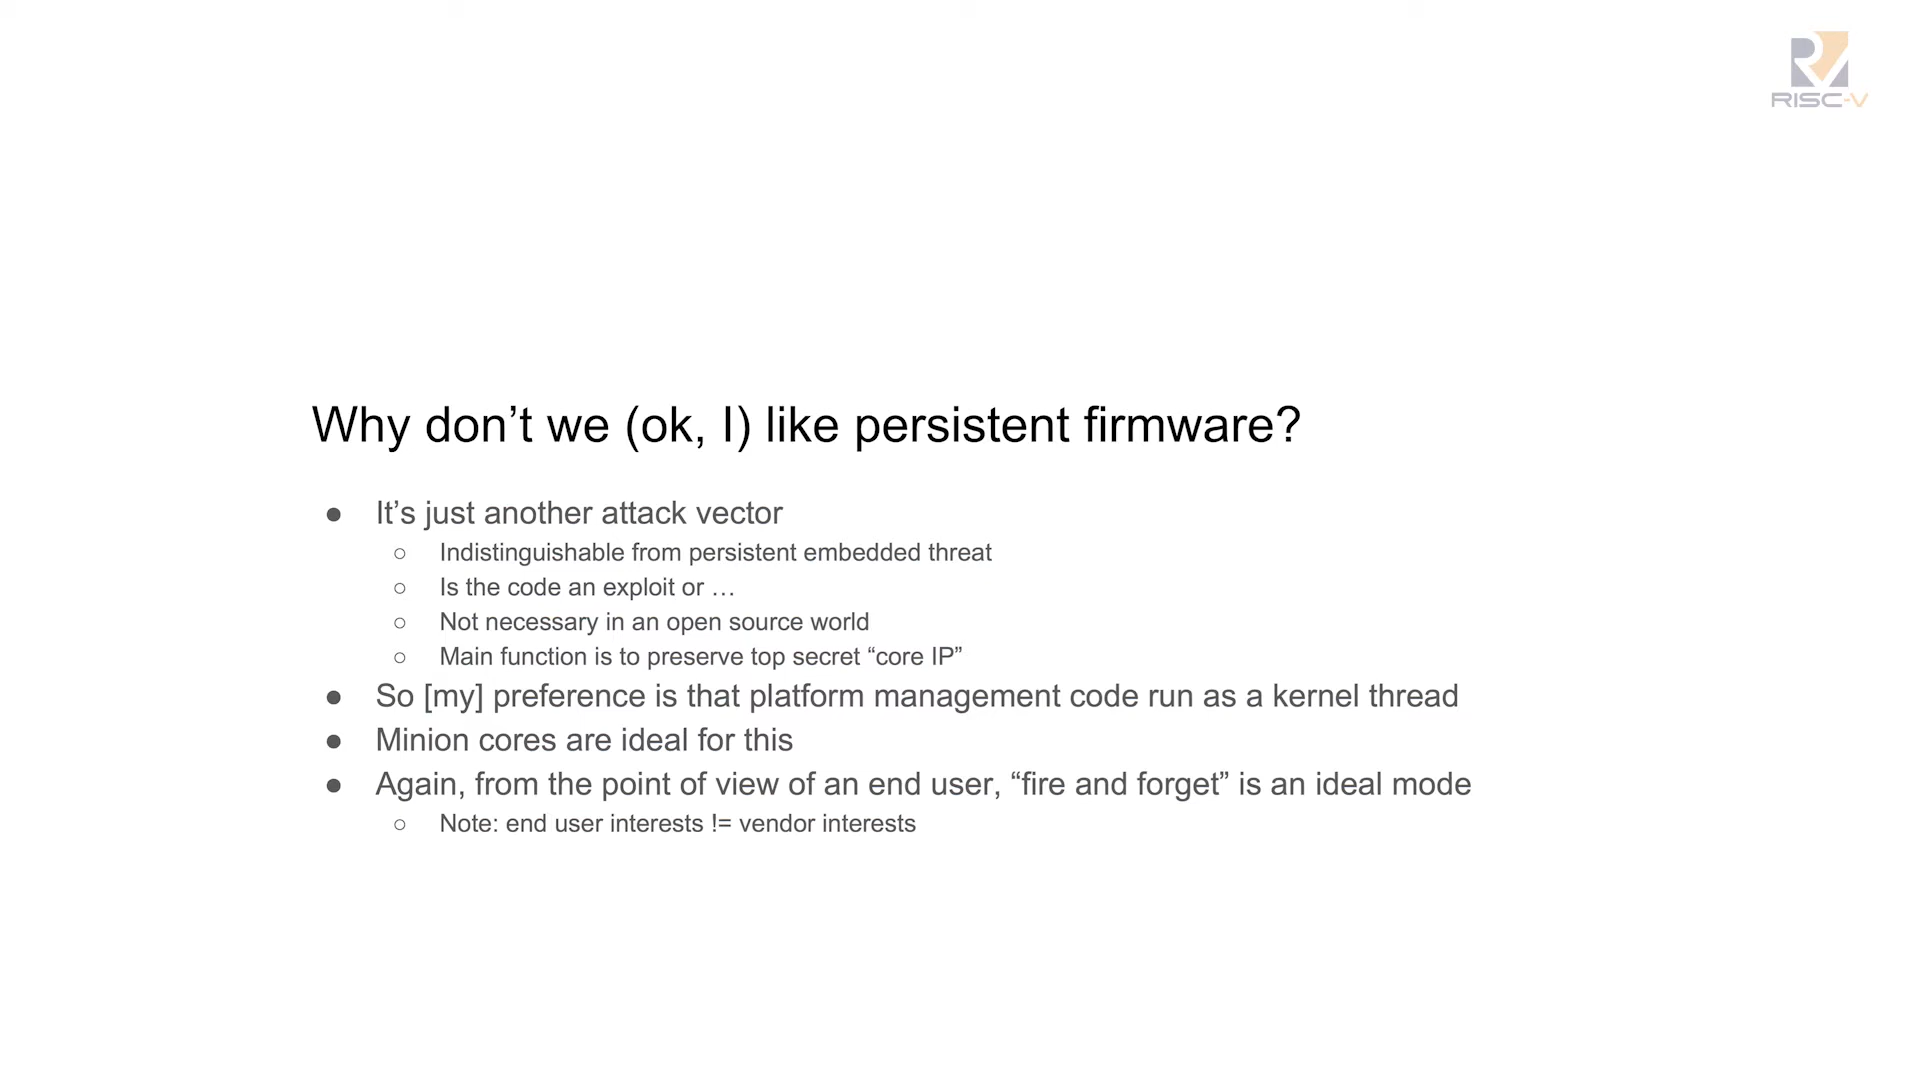 RISC-V
Why don’t we (ok, I) like persistent firmware?
● It’s just another attack vector
○ Indistinguishable from persistent embedded threat
○ Is the code an exploit or …
○ Not necessary in an open source world
○ Main function is to preserve top secret “core IP”
● So [my] preference is that platform management code run as a kernel thread
● Minion cores are ideal for this
● Again, from the point of view of an end user, “fire and forget” is an ideal mode
○ Note: end user interests != vendor interests